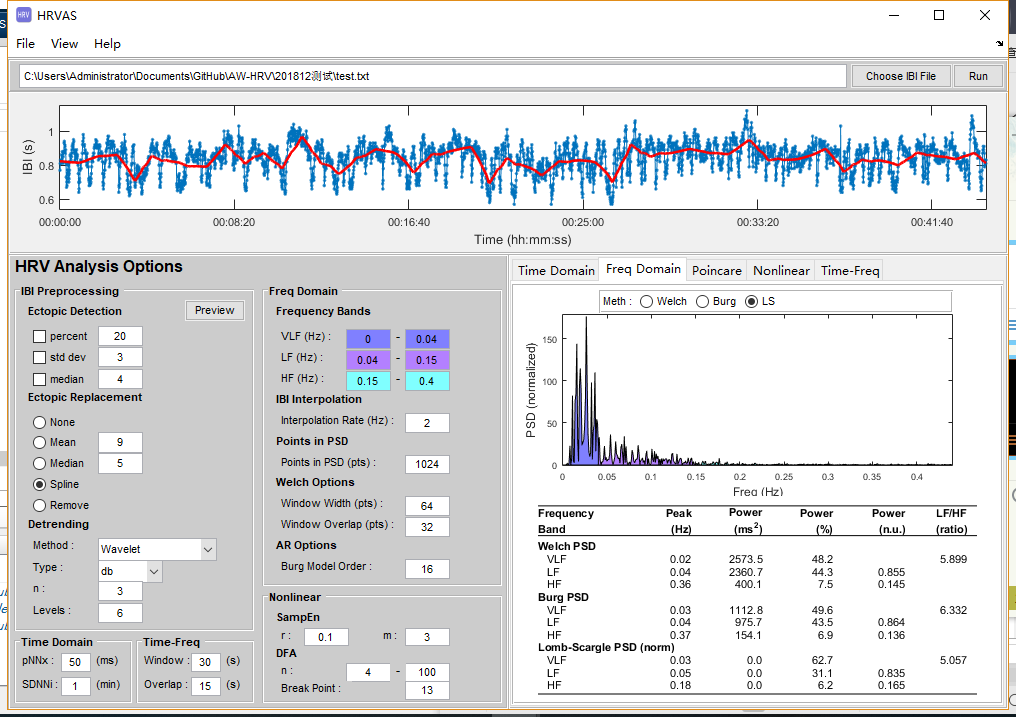 HRV HRVAS
File View Help
C:\Users\Administrator\Documents\GitHub\AW-HRV\201812测试\test.txt Choose IBI File Run
IBI (s)
1
0.8
0.6
00:00:00 00:08:20 00:16:40 00:25:00 00:33:20 00:41:40
Time (hh:mm:ss)
HRV Analysis Options
IBI Preprocessing
Ectopic Detection Preview
percent 20
std dev 3
median 4
Ectopic Replacement
None
Mean 9
Median 5
Spline
Remove
Detrending
Method : Wavelet
Type : db
n : 3
Levels : 6
Time Domain
pNNx : 50 (ms)
SDNNi : 1 (min)
Time-Freq
Window : 30 (s)
Overlap : 15 (s)
Freq Domain
Frequency Bands
VLF (Hz) : 0 - 0.04
LF (Hz) : 0.04 - 0.15
HF (Hz) : 0.15 - 0.4
IBI Interpolation
Interpolation Rate (Hz) : 2
Points in PSD
Points in PSD (pts) : 1024
Welch Options
Window Width (pts) : 64
Window Overlap (pts) : 32
AR Options
Burg Model Order : 16
Nonlinear
SampEn
r : 0.1 m : 3
DFA
n : 4 - 100
Break Point : 13
Time Domain Freq Domain Poincare Nonlinear Time-Freq
Meth : Welch Burg LS
PSD (normalized)
150
100
50
0
0 0.05 0.1 0.15 0.2 0.25 0.3 0.35 0.4
Freq (Hz)
Frequency Peak Power Power Power LF/HF
Band (Hz) (ms2) (%) (n.u.) (ratio)
Welch PSD
VLF 0.02 2573.5 48.2 5.899
LF 0.04 2360.7 44.3 0.855
HF 0.36 400.1 7.5 0.145
Burg PSD
VLF 0.03 1112.8 49.6 6.332
LF 0.04 975.7 43.5 0.864
HF 0.37 154.1 6.9 0.136
Lomb-Scargle PSD (norm)
VLF 0.03 0.0 62.7 5.057
LF 0.05 0.0 31.1 0.835
HF 0.18 0.0 6.2 0.165